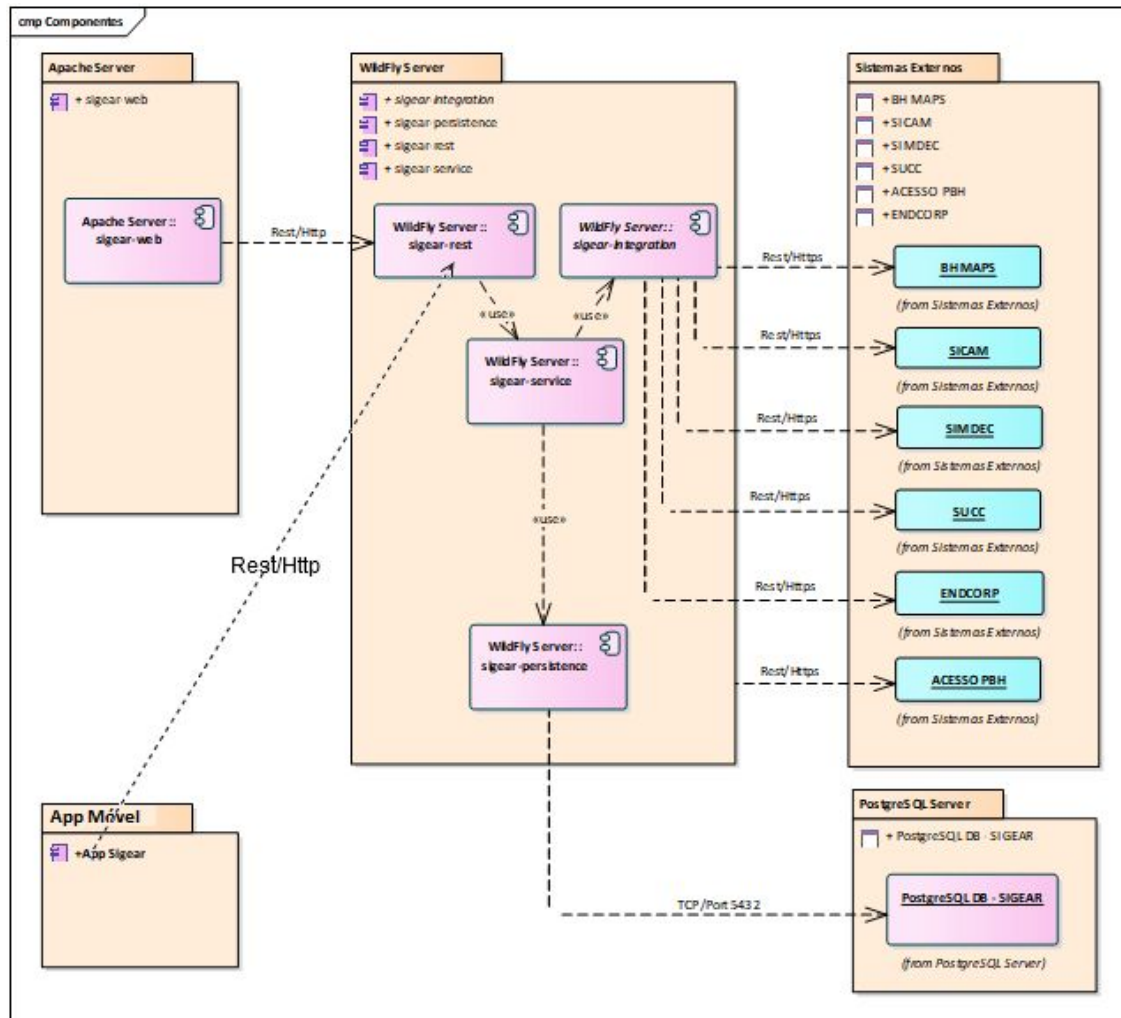 cmp Componentes
Apache Server
+ sigear-web
Apache Server ::
sigear-web
Rest/Http
WildFly Server
+ sigear-integration
+ sigear-persistence
+ sigear-rest
+ sigear-service
WildFly Server ::
sigear-rest
WildFly Server::
sigear-integration
«use»
«use»
WildFly Server ::
sigear-service
«use»
WildFly Server::
sigear-persistence
Sistemas Externos
+ BH MAPS
+ SICAM
+ SIMDEC
+ SUCC
+ ACESSO PBH
+ ENDCORP
Rest/Https
BHMAPS
(from Sistemas Externos)
Rest/Https
SICAM
(from Sistemas Externos)
Rest/Https
SIMDEC
(from Sistemas Externos)
Rest/Https
SUCC
(from Sistemas Externos)
Rest/Https
ENDCORP
(from Sistemas Externos)
Rest/Https
ACESSO PBH
(from Sistemas Externos)
Rest/Http
App Móvel
+App Sigear
PostgreSQL Server
+ PostgreSQL DB - SIGEAR
TCP/Port 5432
PostgreSQL DB - SIGEAR
(from PostgreSQL Server)